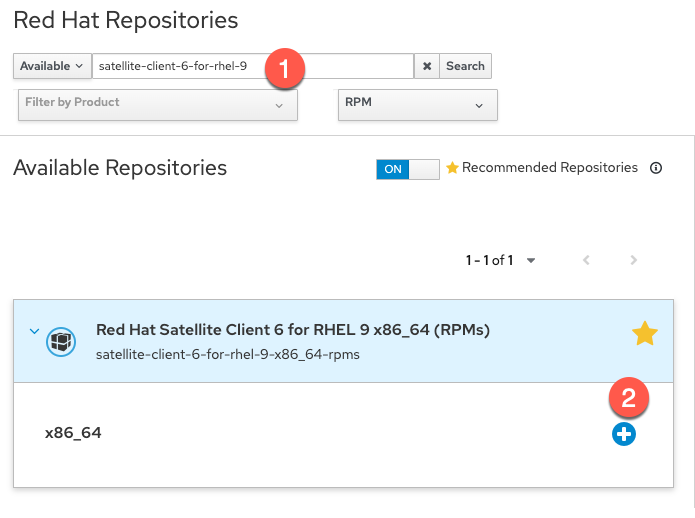 Red Hat Repositories
Available
satellite-client-6-for-rhel-9
1
Search
Filter by Product
RPM
Available Repositories
ON
Recommended Repositories
1 - 1 of 1
Red Hat Satellite Client 6 for RHEL 9 x86_64 (RPMs)
satellite-client-6-for-rhel-9-x86_64-rpms
2
x86_64